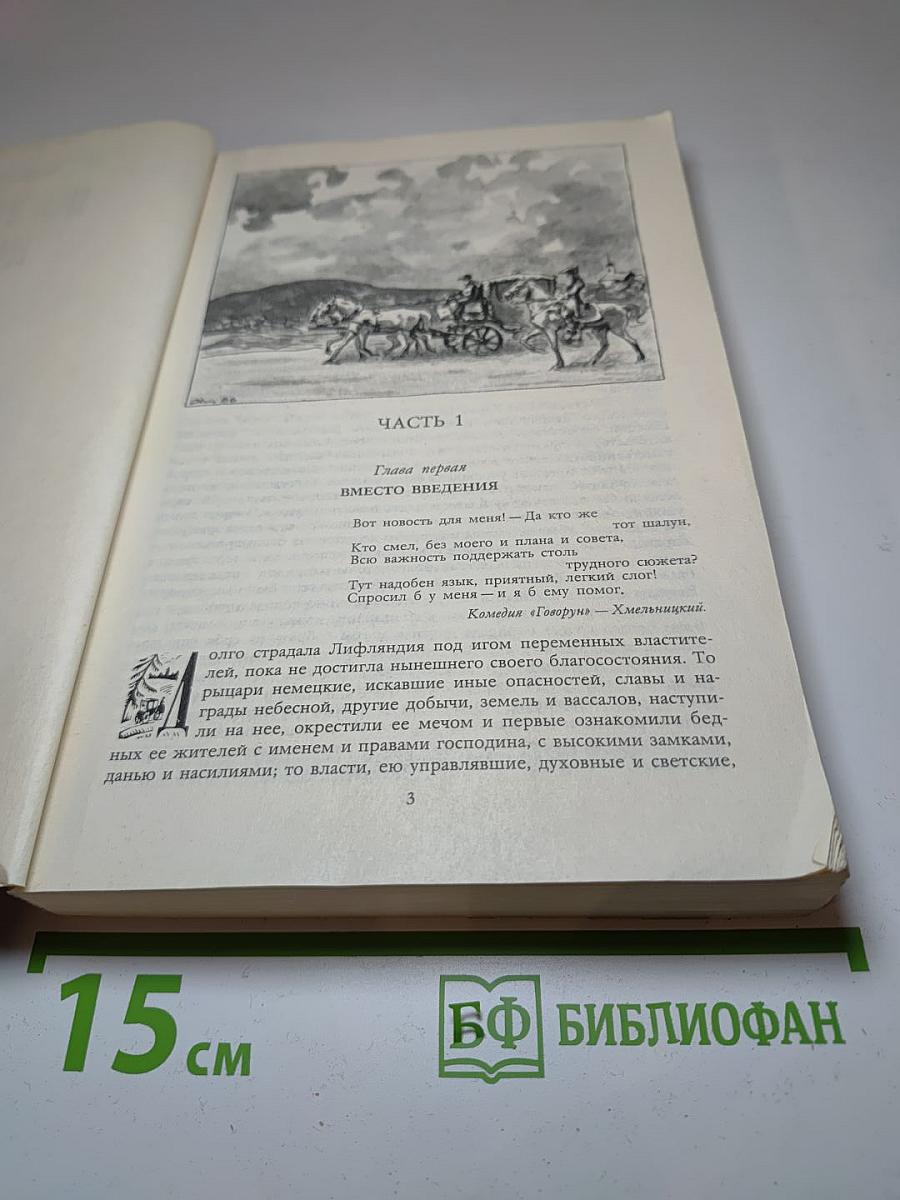 ЧАСТЬ 1
Глава первая
ВМЕСТО ВВЕДЕНИЯ
Вот новость для меня! — Да кто же
тот шалун,
Кто смел, без моего и плана и совета,
Всю важность поддержать столь
трудного сюжета?
Тут надобен язык, приятный, легкий слог!
Спросил б у меня — и я б ему помог.
Комедия «Говорун» — Хмельницкий.
Долго страдала Лифляндия под игом переменных властите-
лей, пока не достигла нынешнего своего благосостояния. То
рыцари немецкие, искавшие иные опасностей, славы и на-
грады небесной, другие добычи, земель и вассалов, наступи-
ли на нее, окрестили ее мечом и первые ознакомили бед-
ных ее жителей с именем и правами господина, с высокими замками,
данью и насилиями; то власти, ею управлявшие, духовные и светские,
3
15 см
БФ БИБЛИОФАН